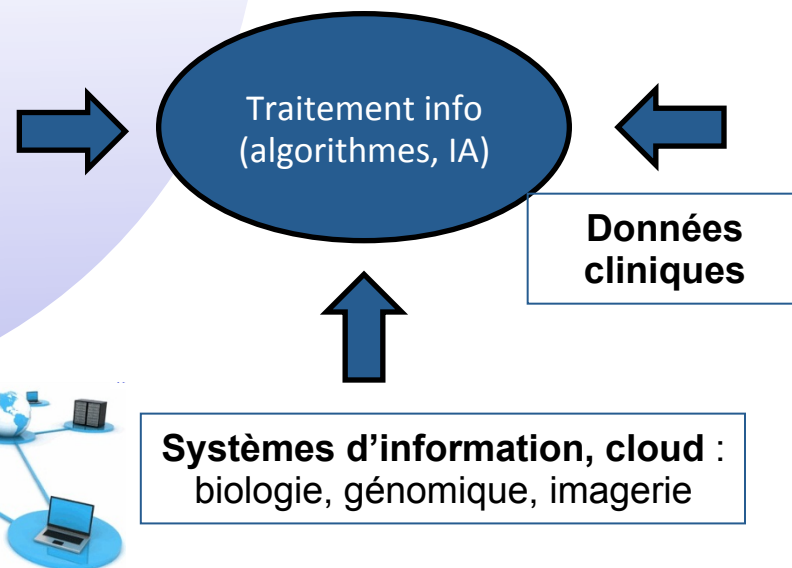 Traitement info
(algorithmes, IA)
Données
cliniques
Systèmes d’information, cloud :
biologie, génomique, imagerie